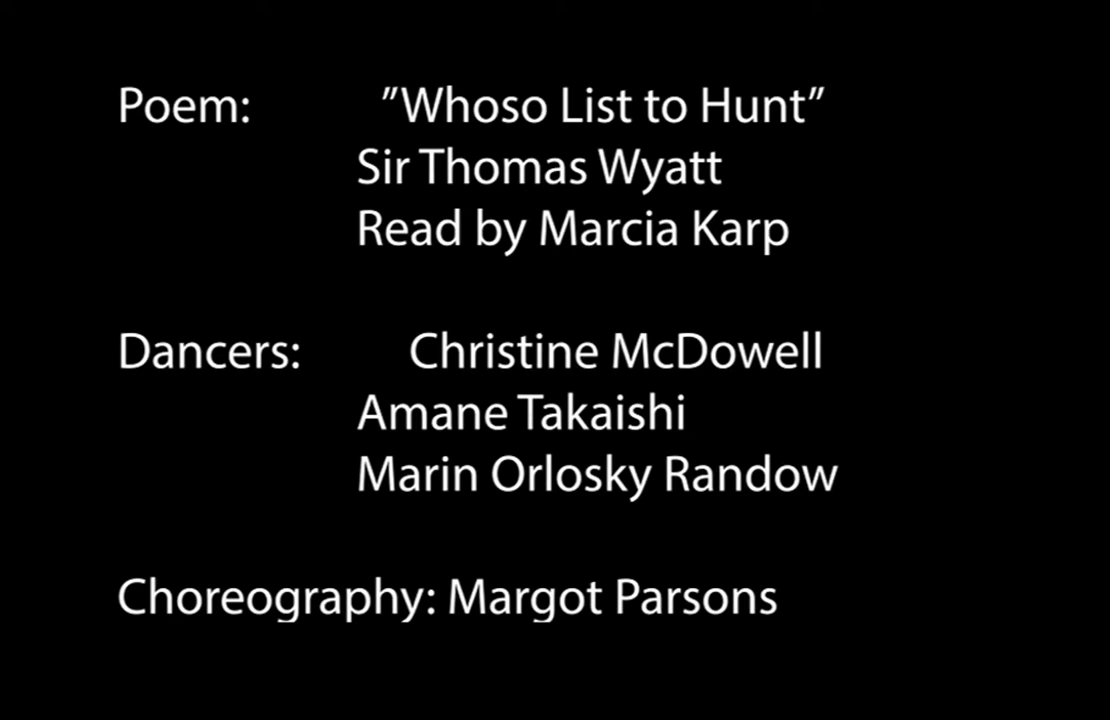 Poem: ”Whoso List to Hunt”
Sir Thomas Wyatt
Read by Marcia Karp
Dancers: Christine McDowell
Amane Takaishi
Marin Orlosky Randow
Choreography: Margot Parsons